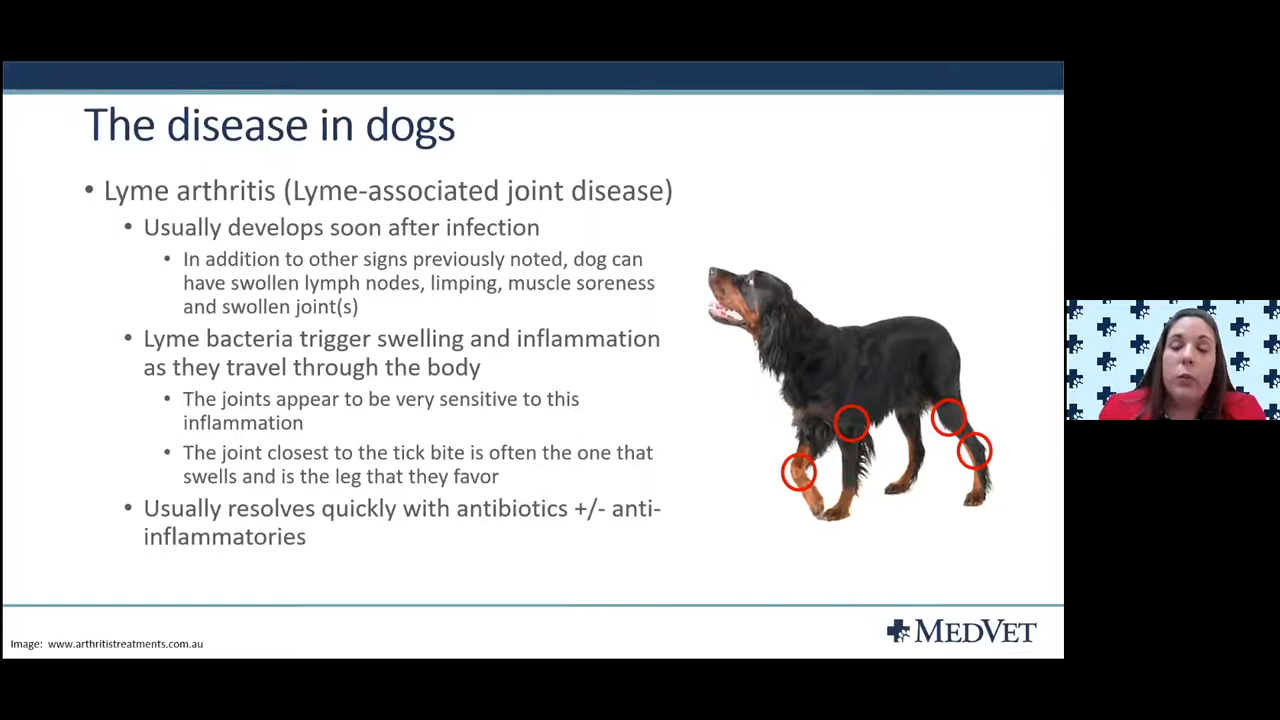 The disease in dogs
• Lyme arthritis (Lyme-associated joint disease)
• Usually develops soon after infection
• In addition to other signs previously noted, dog can
have swollen lymph nodes, limping, muscle soreness
and swollen joint(s)
• Lyme bacteria trigger swelling and inflammation
as they travel through the body
• The joints appear to be very sensitive to this
inflammation
• The joint closest to the tick bite is often the one that
swells and is the leg that they favor
• Usually resolves quickly with antibiotics +/- anti-
inflammatories
Image: www.arthritistreatments.com.au
MEDVET